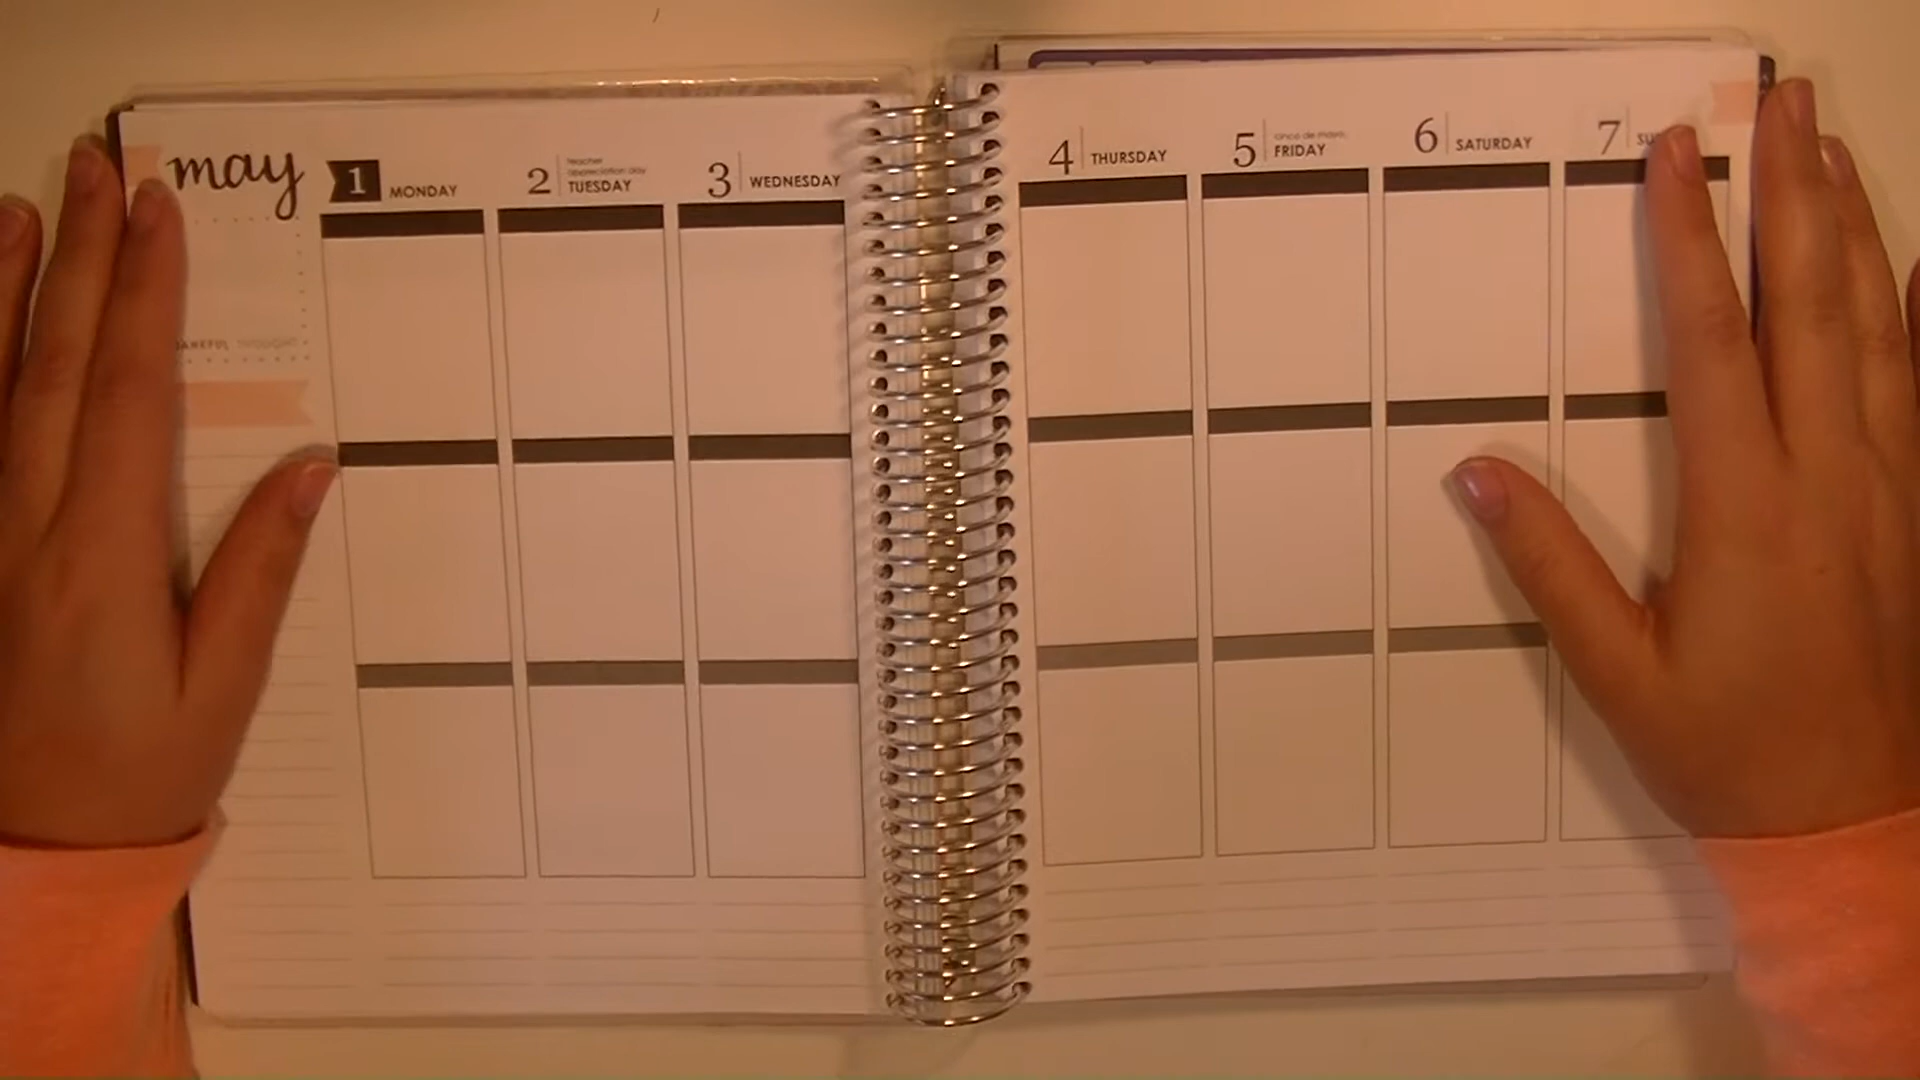 may
1 MONDAY
2 teacher
appreciation day
TUESDAY
3 WEDNESDAY
4 THURSDAY
5 cinco de mayo
FRIDAY
6 SATURDAY
7
THOUGHT